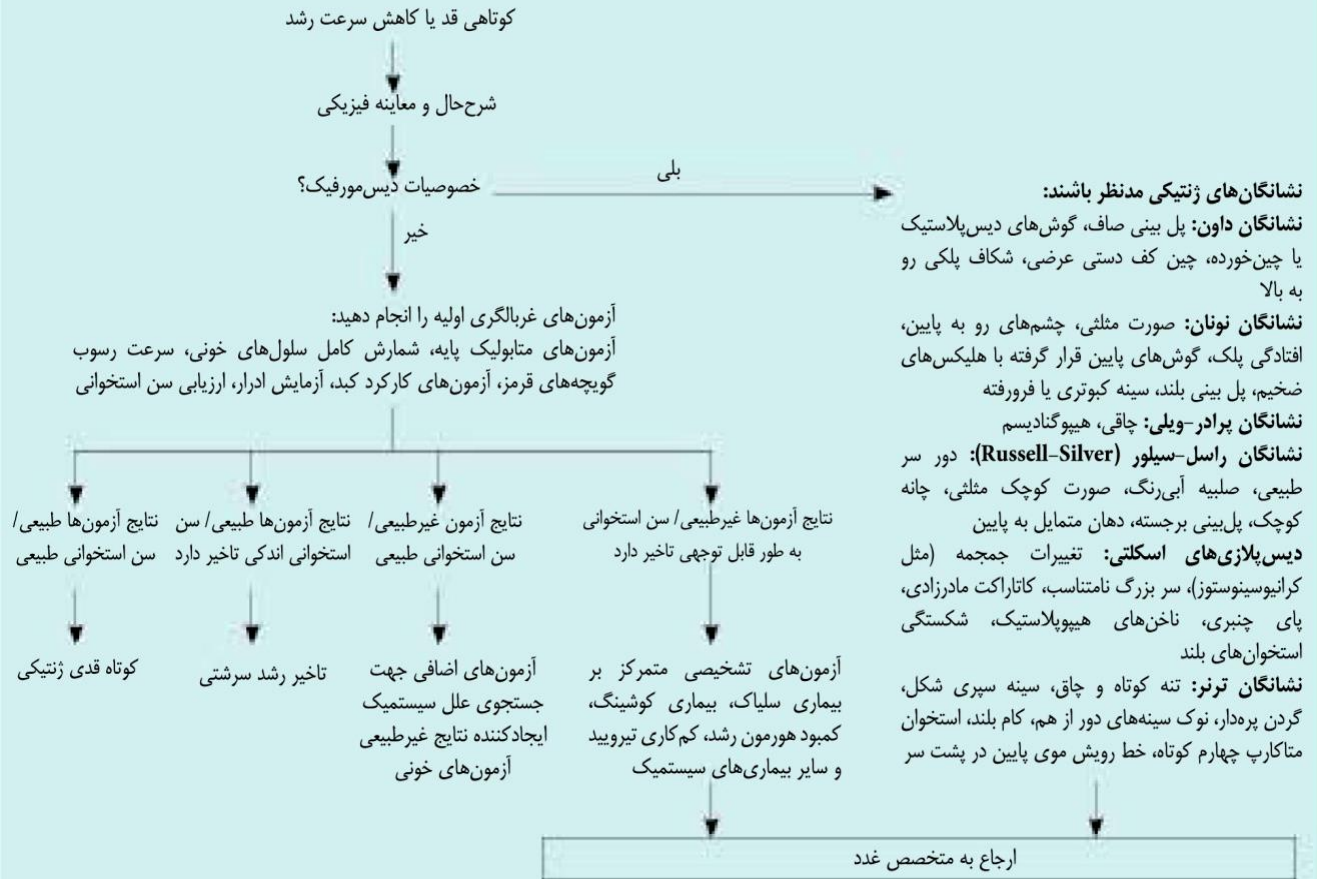 کوتاهی قد یا کاهش سرعت رشد
شرح‌حال و معاینه فیزیکی
خصوصیات دیس‌مورفیک؟
بلی
خیر
نشانگان‌های ژنتیکی مدنظر باشند:
نشانگان داون: پل بینی صاف، گوش‌های دیس‌پلاستیک
یا چین‌خورده، چین کف دستی عرضی، شکاف پلکی رو
به بالا
نشانگان نونان: صورت مثلثی، چشم‌های رو به پایین،
افتادگی پلک، گوش‌های پایین قرار گرفته با هلیکس‌های
ضخیم، پل بینی بلند، سینه کبوتری یا فرورفته
نشانگان پرادر-ویلی: چاقی، هیپوگنادیسم
نشانگان راسل-سیلور (Russell-Silver): دور سر
طبیعی، صلبیه آبی‌رنگ، صورت کوچک مثلثی، چانه
کوچک، پل‌بینی برجسته، دهان متمایل به پایین
دیس‌پلازی‌های اسکلتی: تغییرات جمجمه (مثل
کرانیوسینوستوز)، سر بزرگ نامتناسب، کاتاراکت مادرزادی،
پای چنبری، ناخن‌های هیپوپلاستیک، شکستگی
استخوان‌های بلند
نشانگان ترنر: تنه کوتاه و چاق، سینه سپری شکل،
گردن پره‌دار، نوک سینه‌های دور از هم، کام بلند، استخوان
متاکارپ چهارم کوتاه، خط رویش موی پایین در پشت سر
آزمون‌های غربالگری اولیه را انجام دهید:
آزمون‌های متابولیک پایه، شمارش کامل سلول‌های خونی، سرعت رسوب
گویچه‌های قرمز، آزمون‌های کارکرد کبد، آزمایش ادرار، ارزیابی سن استخوانی
نتایج آزمون‌ها غیرطبیعی/ سن استخوانی
به طور قابل توجهی تاخیر دارد
نتایج آزمون غیرطبیعی/
سن استخوانی طبیعی
نتایج آزمون‌ها طبیعی/ سن
استخوانی اندکی تاخیر دارد
نتایج آزمون‌ها طبیعی/
سن استخوانی طبیعی
آزمون‌های تشخیصی متمرکز بر
بیماری سلیاک، بیماری کوشینگ،
کمبود هورمون رشد، کم‌کاری تیرویید
و سایر بیماری‌های سیستمیک
آزمون‌های اضافی جهت
جستجوی علل سیستمیک
ایجادکننده نتایج غیرطبیعی
آزمون‌های خونی
تاخیر رشد سرشتی
کوتاه قدی ژنتیکی
ارجاع به متخصص غدد